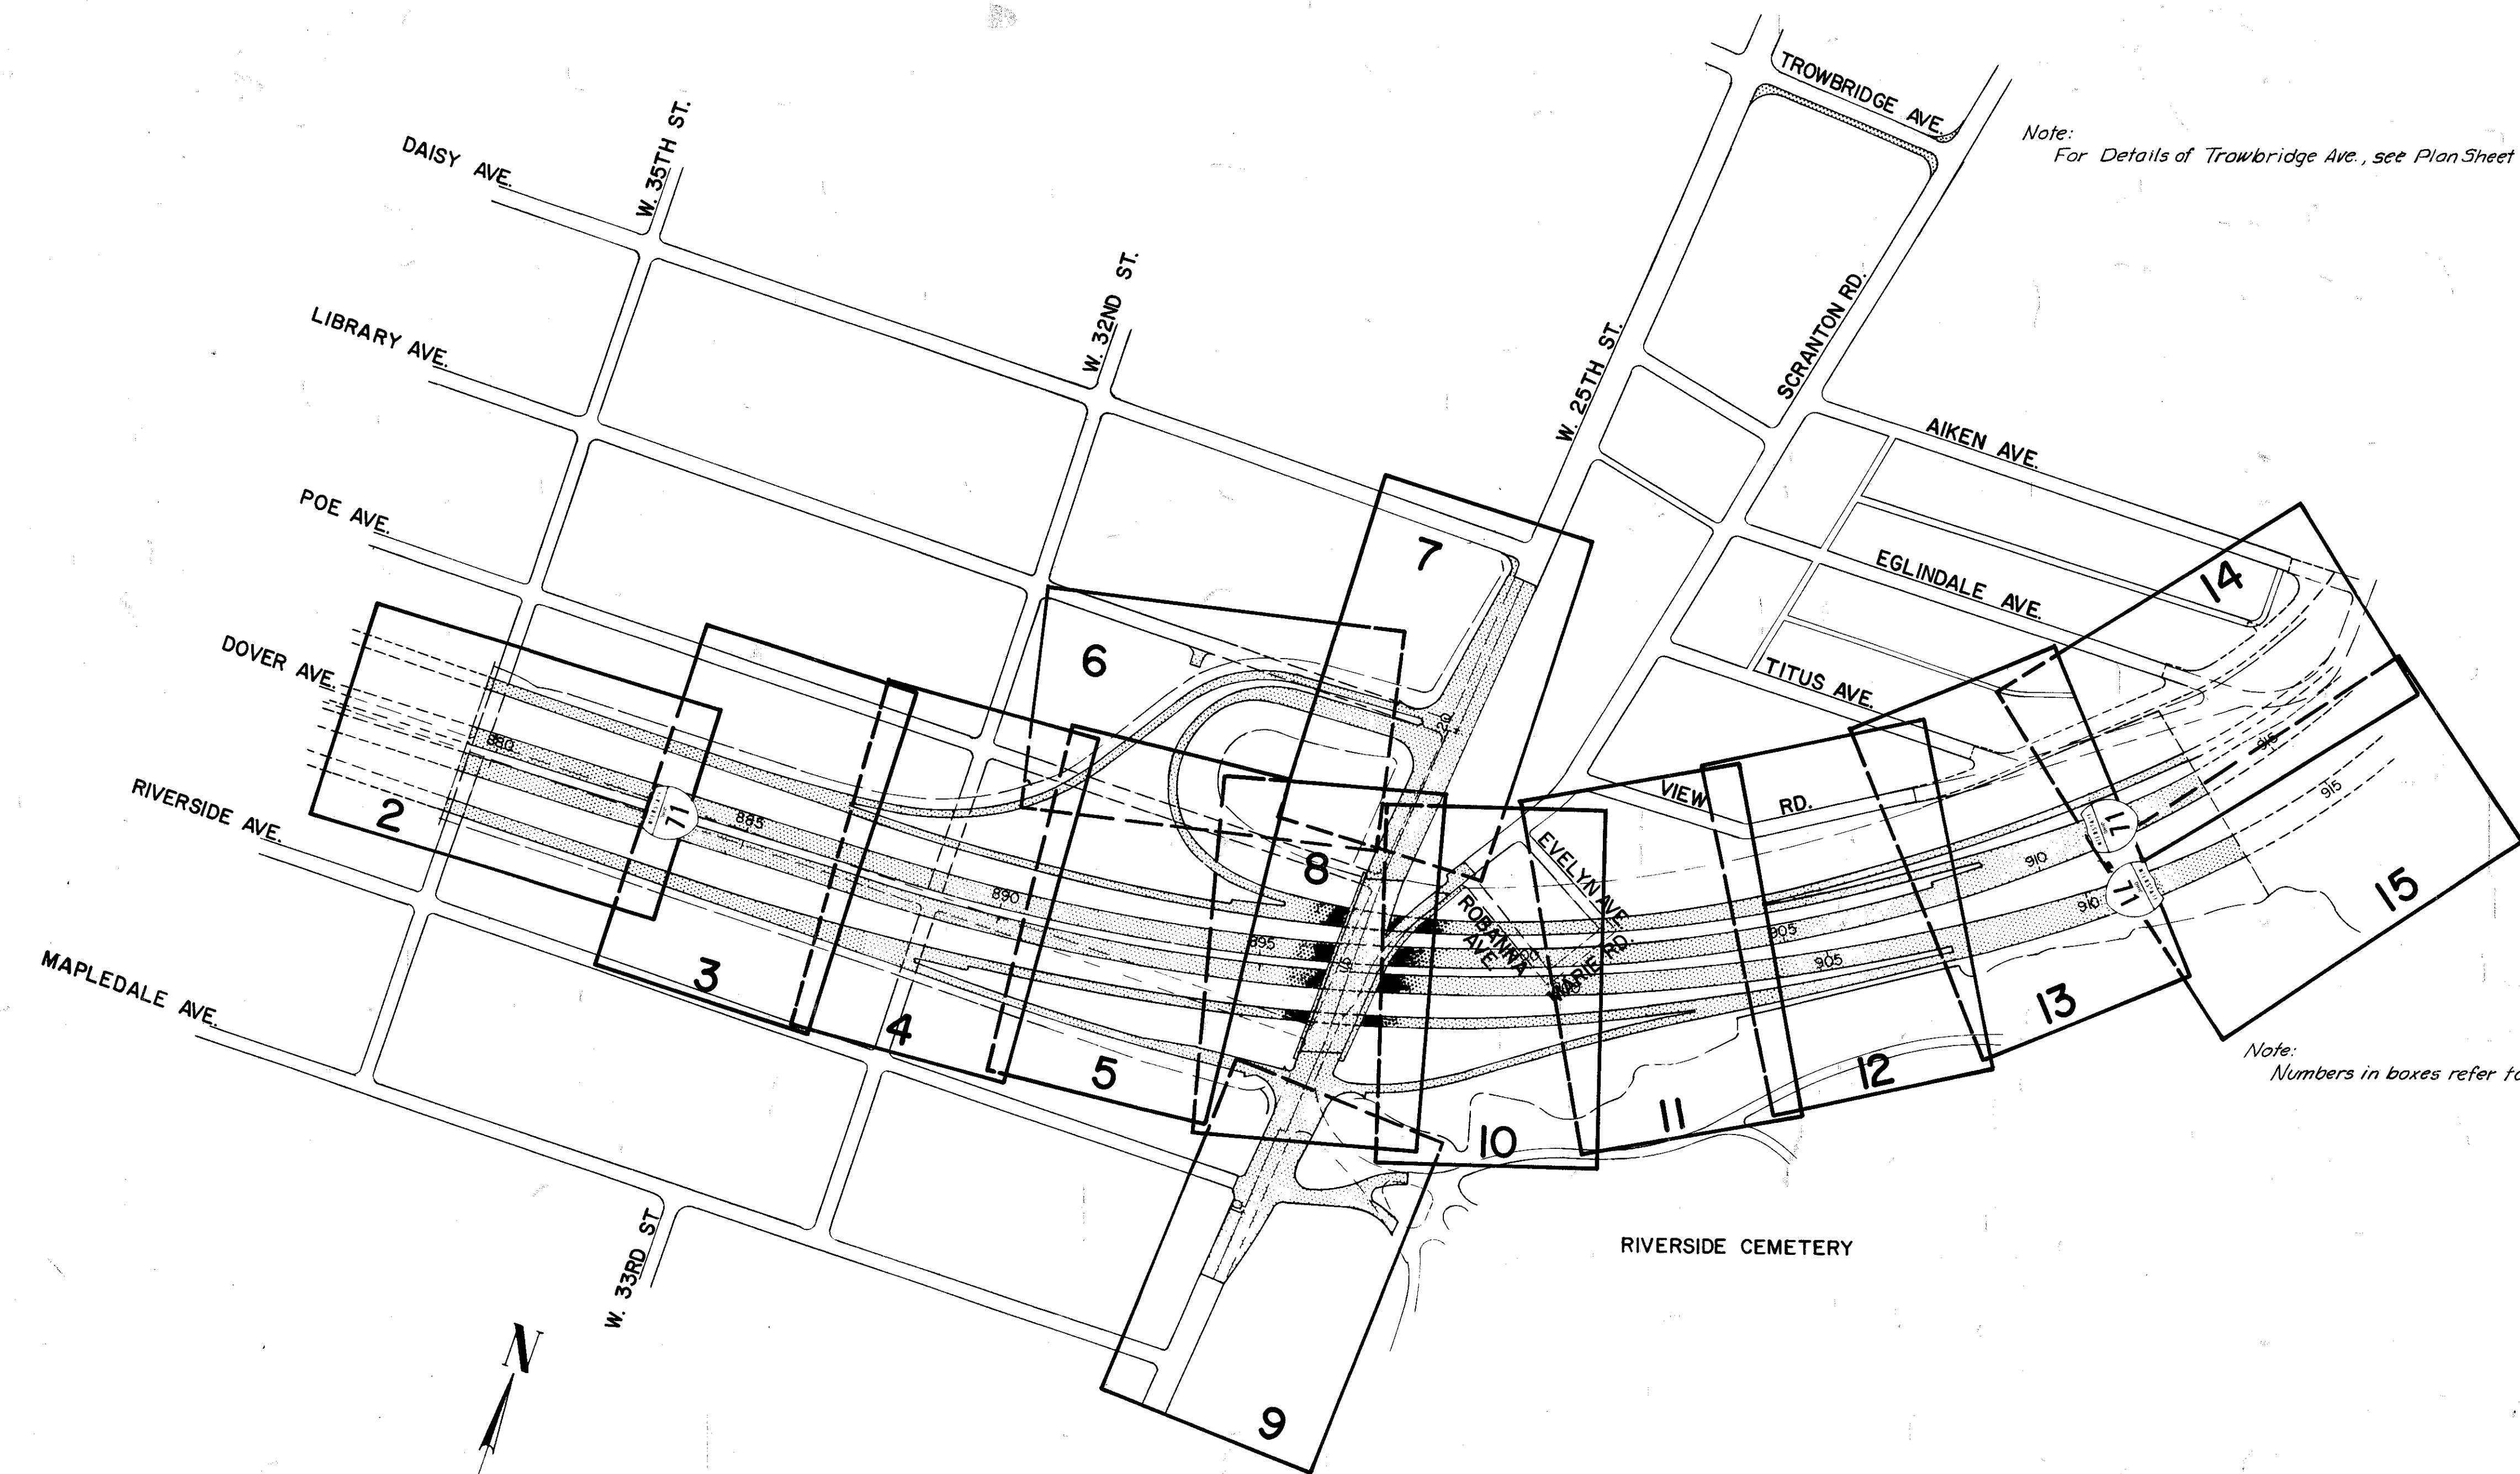 TROWBRIDGE AVE.
Note:
For Details of Trowbridge Ave., see Plan Sheet
DAISY AVE.
W. 35TH ST.
W. 32ND ST.
LIBRARY AVE.
W. 25TH ST.
SCRANTON RD.
AIKEN AVE.
POE AVE.
7
EGLINDALE AVE.
14
DOVER AVE.
6
TITUS AVE.
20
880
915
RIVERSIDE AVE.
2
71
885
VIEW RD.
915
71
8
EVELYN AVE.
910
890
ROBANNA AVE.
71
15
910
895
905
MARIE RD.
905
MAPLEDALE AVE.
3
13
4
5
12
Note:
Numbers in boxes refer to
11
10
W. 33RD ST
RIVERSIDE CEMETERY
N
9